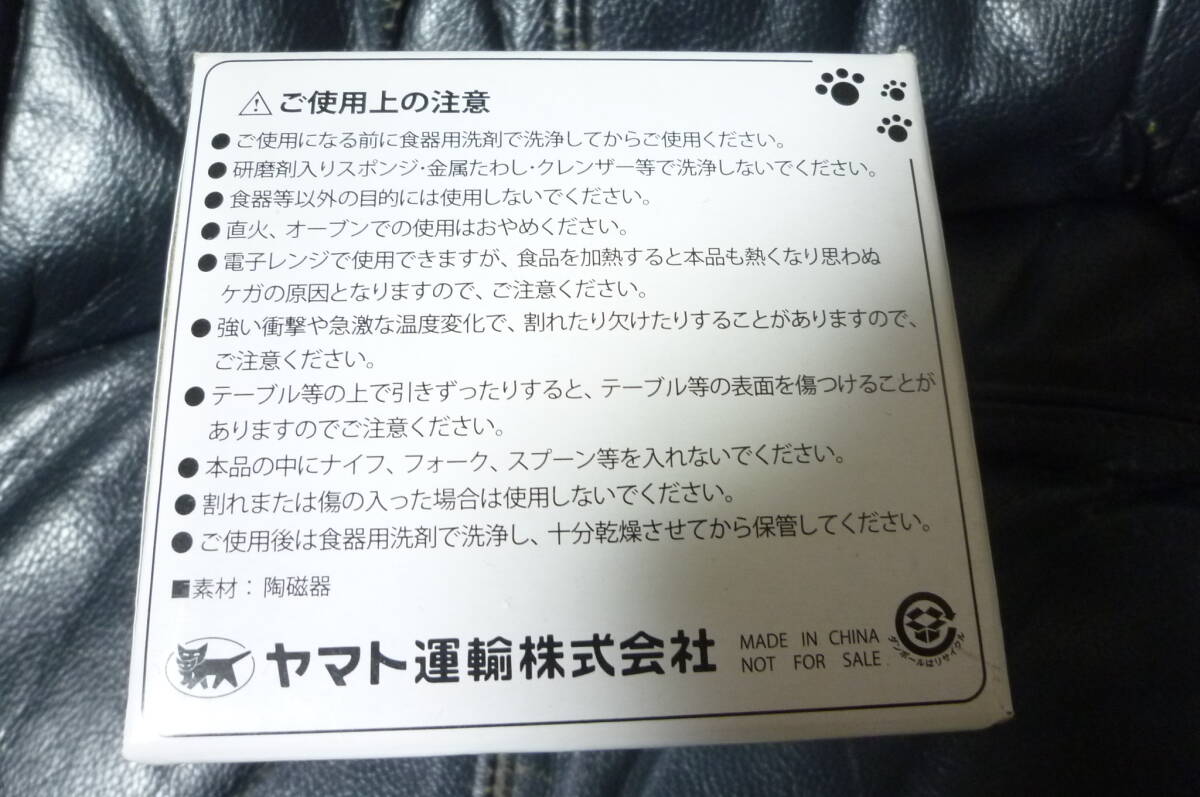 ⚠ ご使用上の注意
●ご使用になる前に食器用洗剤で洗浄してからご使用ください。
●研磨剤入りスポンジ・金属たわし・クレンザー等で洗浄しないでください。
●食器等以外の目的には使用しないでください。
●直火、オーブンでの使用はおやめください。
●電子レンジで使用できますが、食品を加熱すると本品も熱くなり思わぬ
ケガの原因となりますので、ご注意ください。
●強い衝撃や急激な温度変化で、割れたり欠けたりすることがありますので、
ご注意ください。
●テーブル等の上で引きずったりすると、テーブル等の表面を傷つけることが
ありますのでご注意ください。
●本品の中にナイフ、フォーク、スプーン等を入れないでください。
●割れまたは傷の入った場合は使用しないでください。
●ご使用後は食器用洗剤で洗浄し、十分乾燥させてから保管してください。
■素材：陶磁器
ヤマト運輸株式会社
MADE IN CHINA
NOT FOR SALE
ダンボールはリサイクル